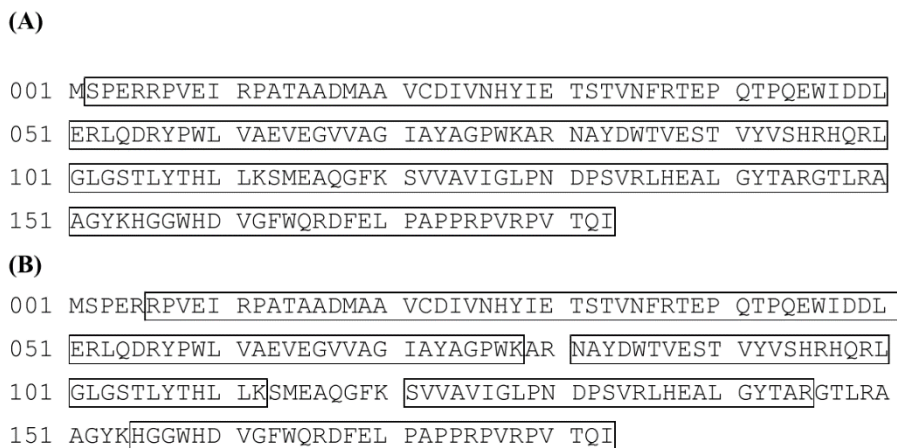 (A)
001 MSPERRPVEI RPATAADMAA VCDIVNHYIE TSTVNFRTEP QTPQEWIDDL
051 ERLQDRYPWL VAEVEGVVAG IAYAGPWKAR NAYDWTVEST VYVSHRHQRL
101 GLGSTLYTHL LKSMEAQGFK SVVAVIGLPN DPSVRLHEAL GYTARGTLRA
151 AGYKHGGWHD VGFWQRDFEL PAPPRPVRPV TQI
(B)
001 MSPERRPVEI RPATAADMAA VCDIVNHYIE TSTVNFRTEP QTPQEWIDDL
051 ERLQDRYPWL VAEVEGVVAG IAYAGPWKAR NAYDWTVEST VYVSHRHQRL
101 GLGSTLYTHL LKSMEAQGFK SVVAVIGLPN DPSVRLHEAL GYTARGTLRA
151 AGYKHGGWHD VGFWQRDFEL PAPPRPVRPV TQI